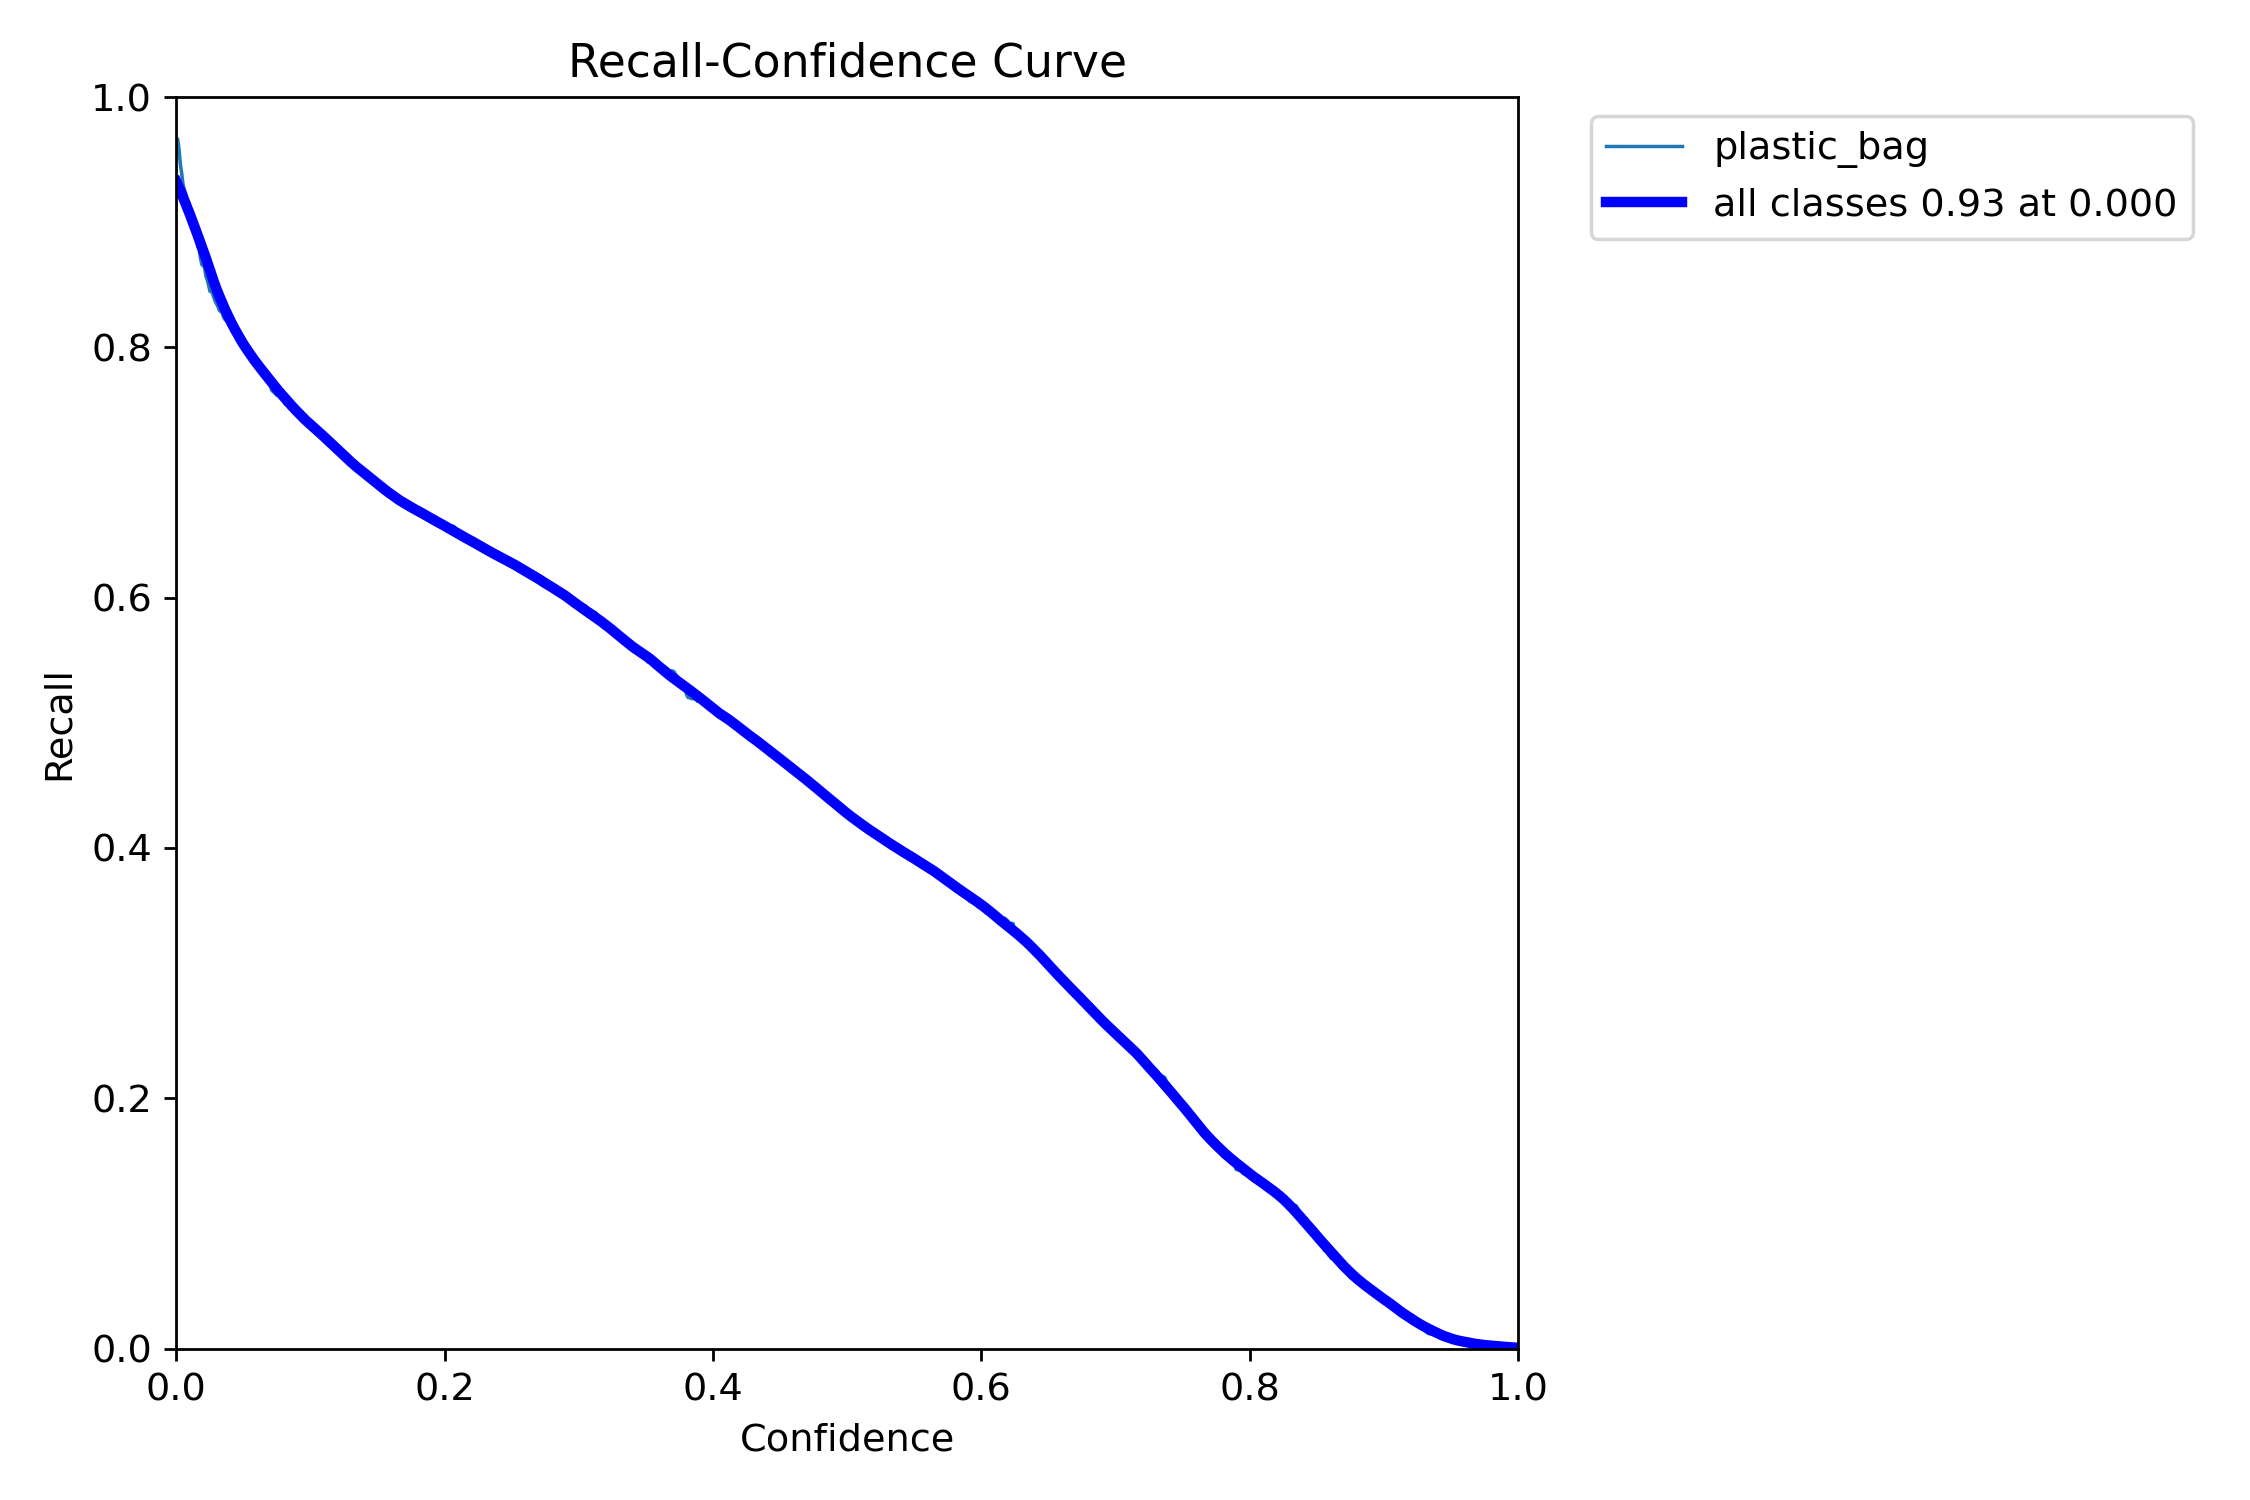 Recall-Confidence Curve
1.0
0.8
0.6
0.4
0.2
0.0
Recall
0.0 0.2 0.4 0.6 0.8 1.0
Confidence
plastic_bag
all classes 0.93 at 0.000